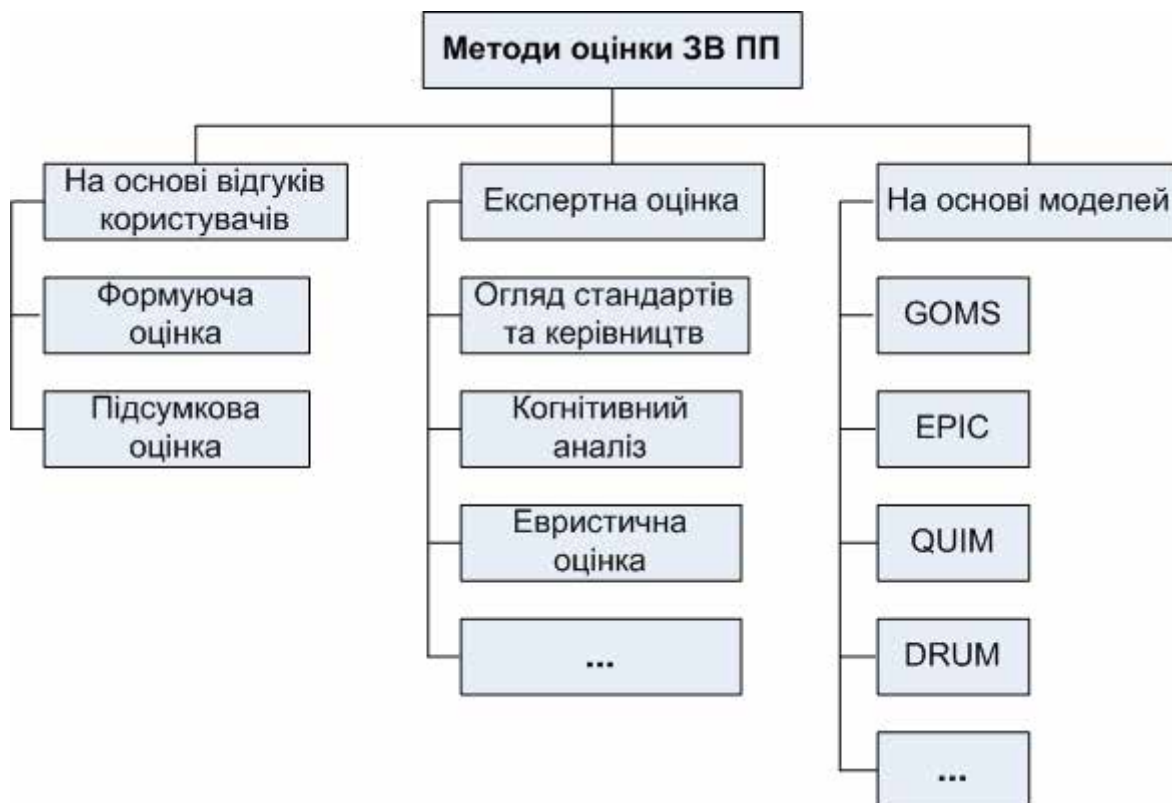 Методи оцінки ЗВ ПП
На основі відгуків
користувачів
Формуюча
оцінка
Підсумкова
оцінка
Експертна оцінка
Огляд стандартів
та керівництв
Когнітивний
аналіз
Евристична
оцінка
...
На основі моделей
GOMS
EPIC
QUIM
DRUM
...